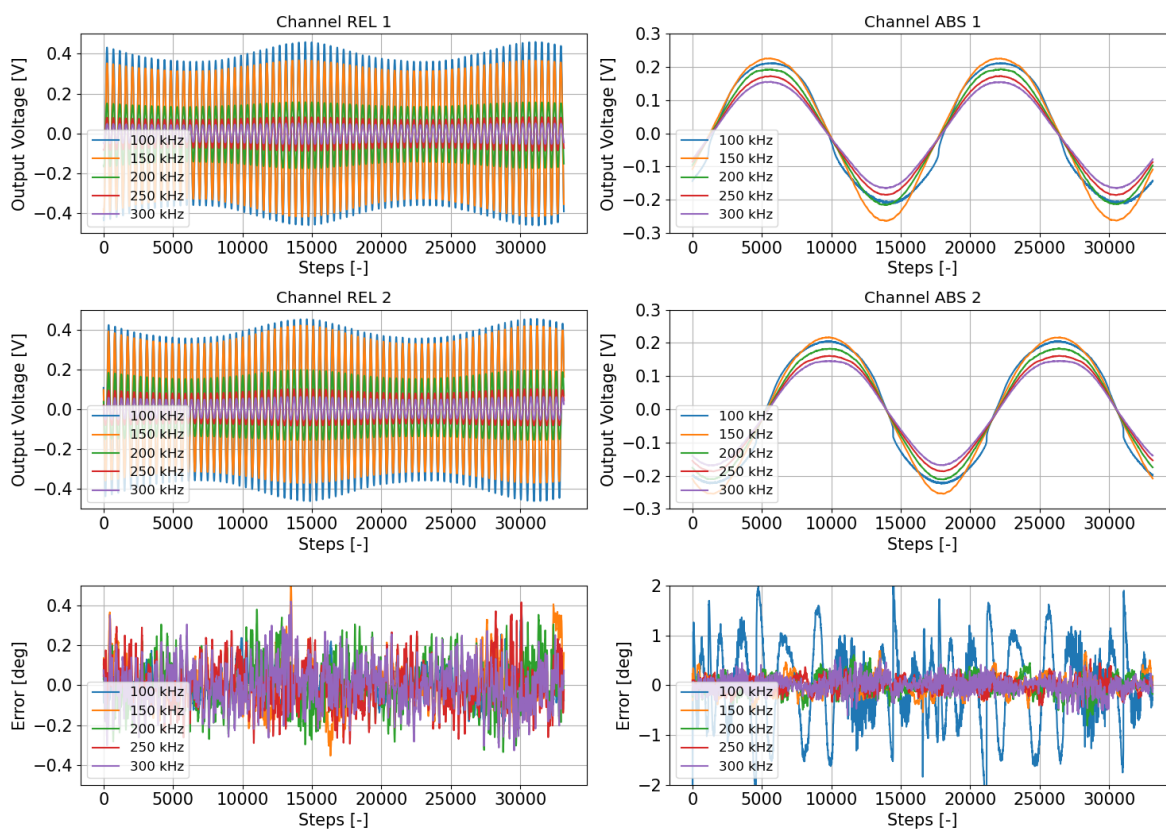 Channel REL 1
Output Voltage [V]
0.4
0.2
0.0
−0.2
−0.4
100 kHz
150 kHz
200 kHz
250 kHz
300 kHz
0 5000 10000 15000 20000 25000 30000
Steps [-]
Channel ABS 1
Output Voltage [V]
0.3
0.2
0.1
0.0
−0.1
−0.2
−0.3
100 kHz
150 kHz
200 kHz
250 kHz
300 kHz
0 5000 10000 15000 20000 25000 30000
Steps [-]
Channel REL 2
Output Voltage [V]
0.4
0.2
0.0
−0.2
−0.4
100 kHz
150 kHz
200 kHz
250 kHz
300 kHz
0 5000 10000 15000 20000 25000 30000
Steps [-]
Channel ABS 2
Output Voltage [V]
0.3
0.2
0.1
0.0
−0.1
−0.2
−0.3
100 kHz
150 kHz
200 kHz
250 kHz
300 kHz
0 5000 10000 15000 20000 25000 30000
Steps [-]
Error [deg]
0.4
0.2
0.0
−0.2
−0.4
100 kHz
150 kHz
200 kHz
250 kHz
300 kHz
0 5000 10000 15000 20000 25000 30000
Steps [-]
Error [deg]
2
1
0
−1
−2
100 kHz
150 kHz
200 kHz
250 kHz
300 kHz
0 5000 10000 15000 20000 25000 30000
Steps [-]